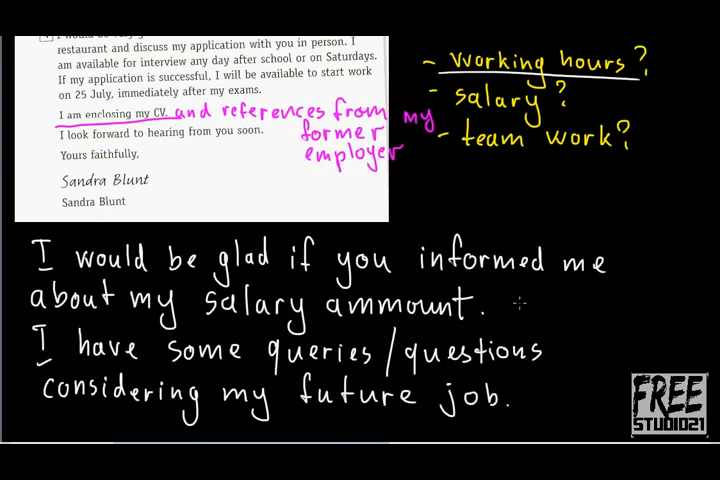 restaurant and discuss my application with you in person. I
am available for interview any day after school or on Saturdays.
If my application is successful, I will be available to start work
on 25 July, immediately after my exams.
I am enclosing my CV. and references from my
former
employer
I look forward to hearing from you soon.
Yours faithfully,
Sandra Blunt
Sandra Blunt
- working hours?
- salary?
- team work?
I would be glad if you informed me
about my salary ammount.
I have some queries/questions
considering my future job.
FREE
STUDIO21